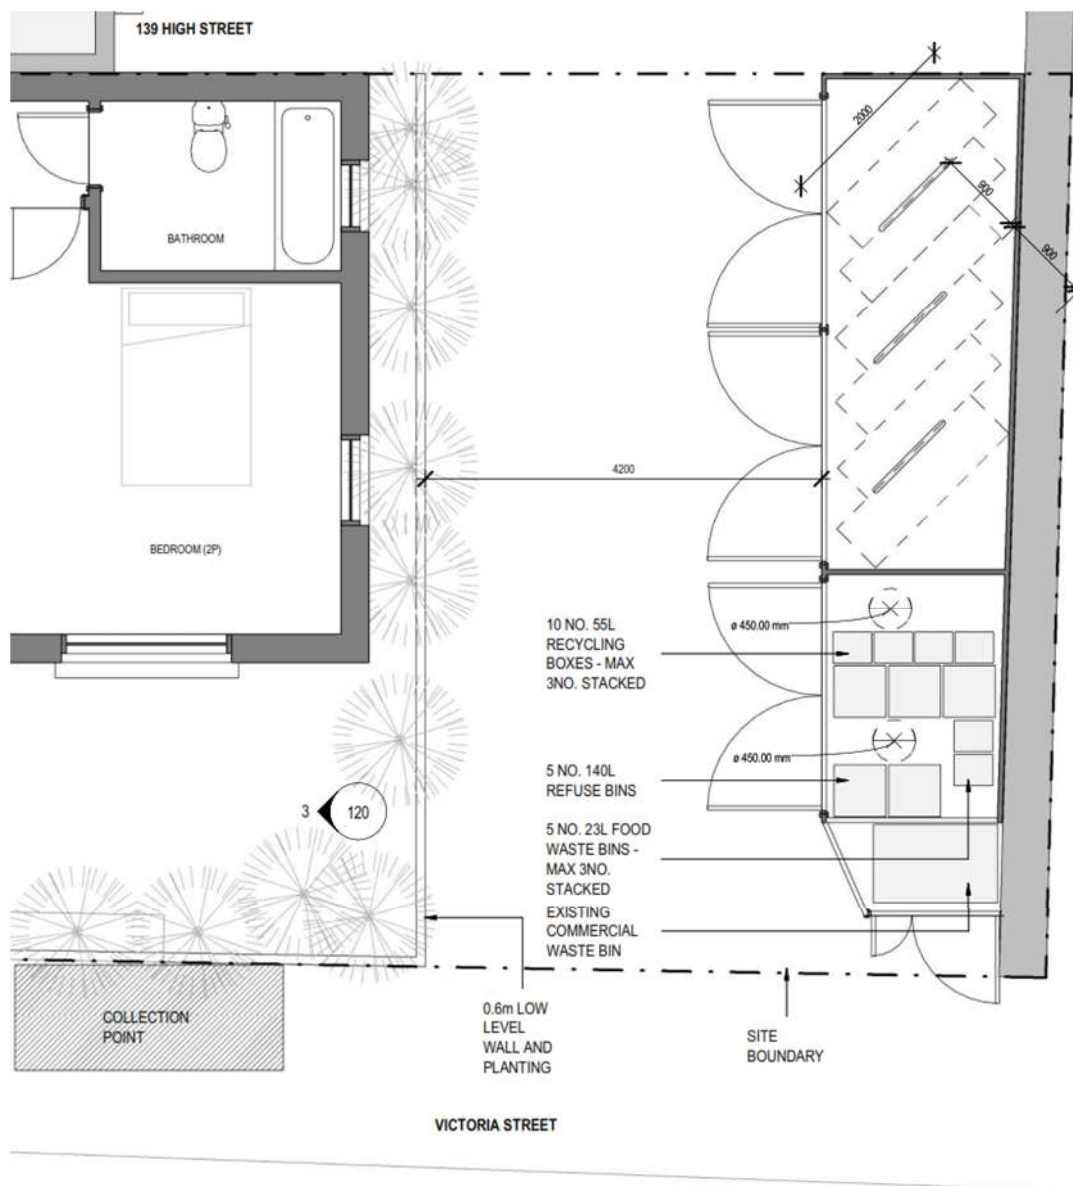 139 HIGH STREET
2000
900
900
BATHROOM
4200
BEDROOM (2P)
10 NO. 55L
RECYCLING
BOXES - MAX
3NO. STACKED
ø 450.00 mm
ø 450.00 mm
5 NO. 140L
REFUSE BINS
3
120
5 NO. 23L FOOD
WASTE BINS -
MAX 3NO.
STACKED
EXISTING
COMMERCIAL
WASTE BIN
COLLECTION
POINT
0.6m LOW
LEVEL
WALL AND
PLANTING
SITE
BOUNDARY
VICTORIA STREET